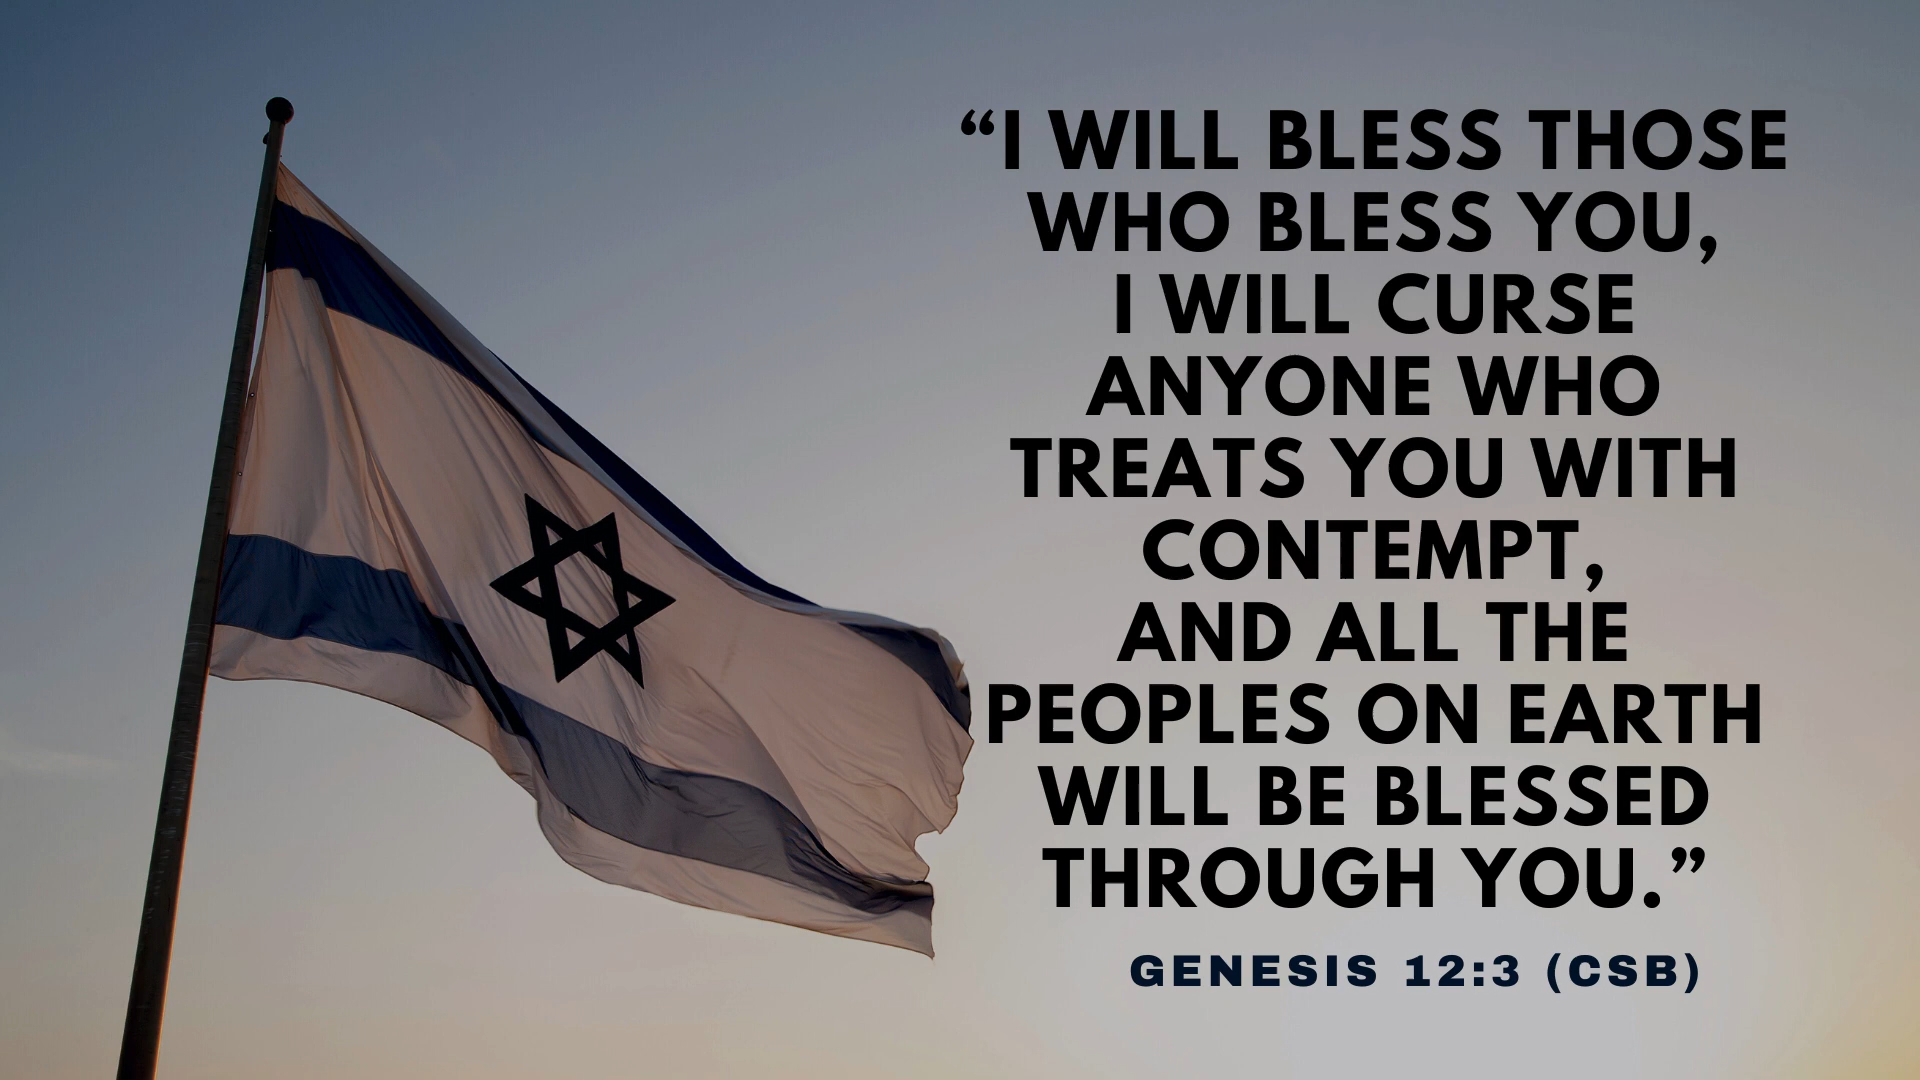 “I WILL BLESS THOSE
WHO BLESS YOU,
I WILL CURSE
ANYONE WHO
TREATS YOU WITH
CONTEMPT,
AND ALL THE
PEOPLES ON EARTH
WILL BE BLESSED
THROUGH YOU.”
GENESIS 12:3 (CSB)